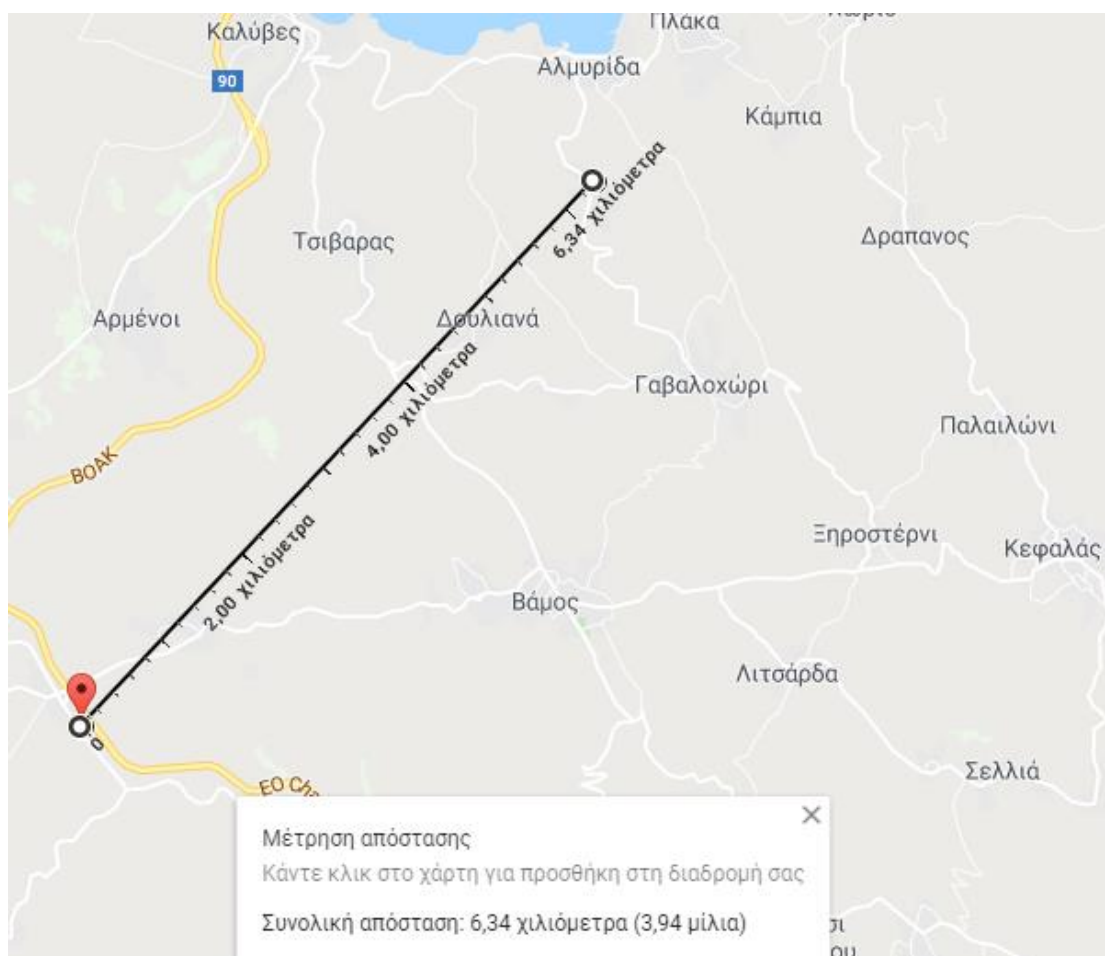 Πλάκα
Καλύβες
Αλμυρίδα
90
Κάμπια
6,34 χιλιόμετρα
Τσιβαρας
Δραπανος
Αρμένοι
Δουλιανά
4,00 χιλιόμετρα
Γαβαλοχώρι
Παλαιλώνι
ΒΟΑΚ
2,00 χιλιόμετρα
Ξηροστέρνι
Κεφαλάς
Βάμος
Λιτσάρδα
0
Σελλιά
EO Cha
Μέτρηση απόστασης
Κάντε κλικ στο χάρτη για προσθήκη στη διαδρομή σας
Συνολική απόσταση: 6,34 χιλιόμετρα (3,94 μίλια)